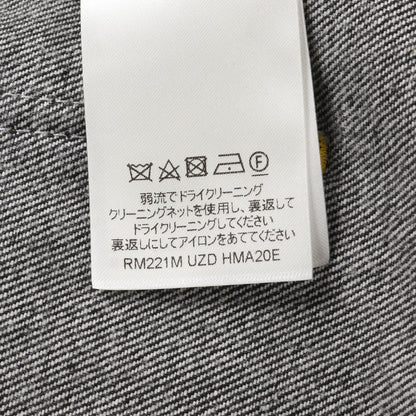 弱流でドライクリーニング
クリーニングネットを使用し、裏返して
ドライクリーニングしてください
裏返しにしてアイロンをあててください
RM221M UZD HMA20E